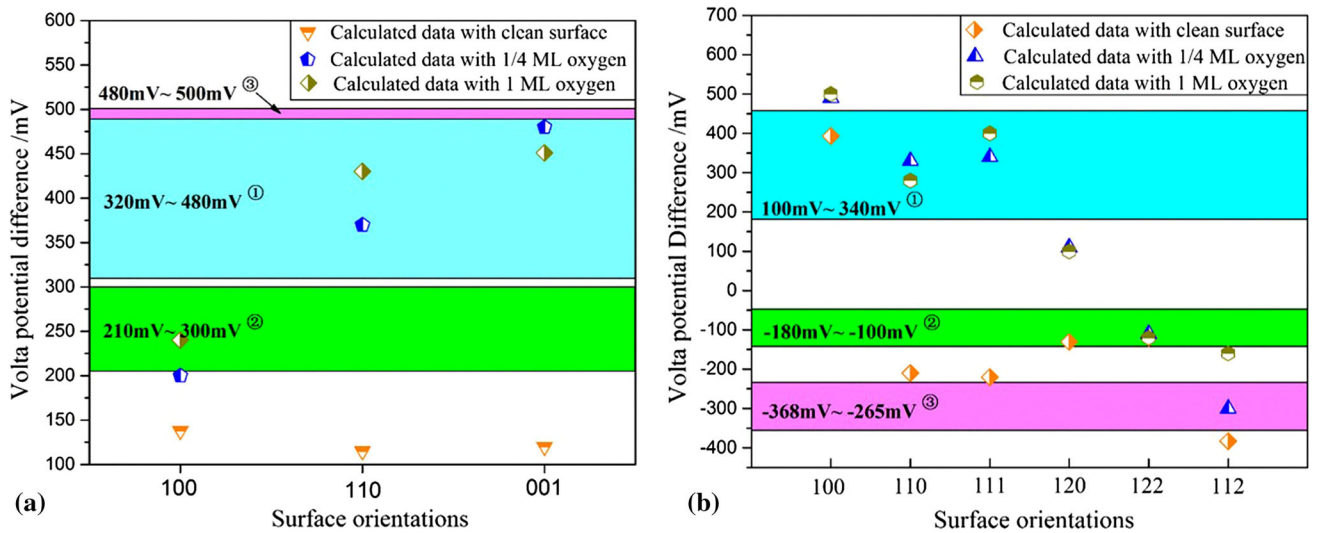 600
550
500
450
400
350
300
250
200
150
100
Volta potential difference /mV
Calculated data with clean surface
Calculated data with 1/4 ML oxygen
Calculated data with 1 ML oxygen
480mV~ 500mV ③
320mV~ 480mV ①
210mV~ 300mV ②
100 110 001
(a)
Surface orientations
700
600
500
400
300
200
100
0
-100
-200
-300
-400
Volta potential Difference /mV
Calculated data with clean surface
Calculated data with 1/4 ML oxygen
Calculated data with 1 ML oxygen
100mV~ 340mV ①
-180mV~ -100mV ②
-368mV~ -265mV ③
100 110 111 120 122 112
(b)
Surface orientations